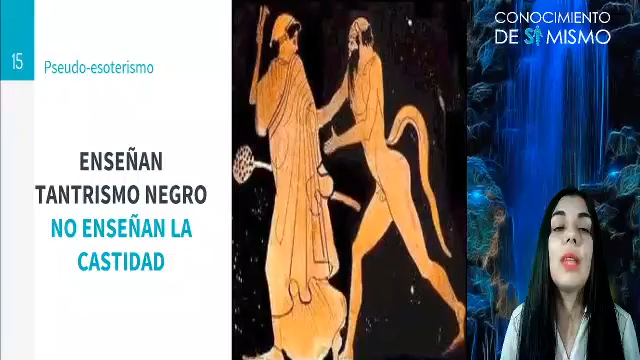 15
Pseudo-esoterismo
ENSEÑAN
TANTRISMO NEGRO
NO ENSEÑAN LA
CASTIDAD
CONOCIMIENTO
DE SÍ MISMO